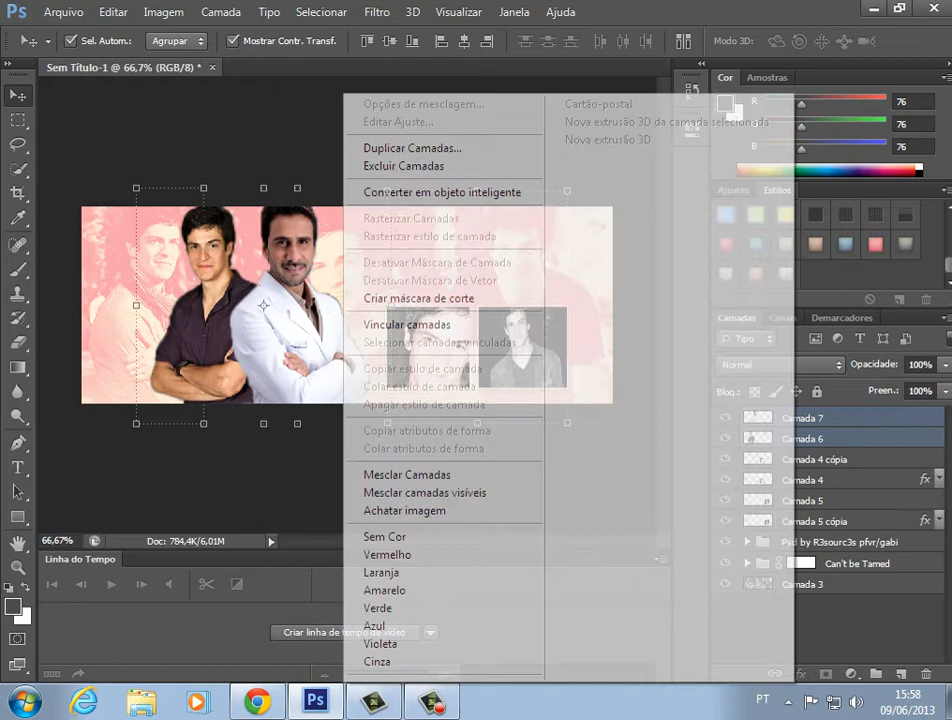 Ps Arquivo Editar Imagem Camada Tipo Selecionar Filtro 3D Visualizar Janela Ajuda
Sel. Autom.: Agrupar Mostrar Contr. Transf. Modo 3D:
Sem Título-1 @ 66,7% (RGB/8) * ×
Cor Amostras
R 76
G 76
B 76
Opções de mesclagem...
Editar Ajuste...
Duplicar Camadas...
Excluir Camadas
Converter em objeto inteligente
Rasterizar Camadas
Rasterizar estilo de camada
Desativar Máscara de Camada
Desativar Máscara de Vetor
Criar máscara de corte
Vincular camadas
Selecionar camadas vinculadas
Copiar estilo de camada
Colar estilo de camada
Apagar estilo de camada
Copiar atributos de forma
Colar atributos de forma
Mesclar Camadas
Mesclar camadas visíveis
Achatar imagem
Sem Cor
Vermelho
Laranja
Amarelo
Verde
Azul
Violeta
Cinza
Cartão-postal
Nova extrusão 3D da camada selecionada
Nova extrusão 3D
Ajustes Estilos
Camadas Canais Demarcadores
Tipo
Normal Opacidade: 100%
Bloq.: Preen.: 100%
Camada 7
Camada 6
Camada 4 cópia
Camada 4 fx
Camada 5
Camada 5 cópia fx
Psd by R3sourc3s pfvr/gabi
Can't be Tamed
Camada 3
66,67% Doc: 784,4K/6,01M
Linha do Tempo
Criar linha de tempo de vídeo
fx
Ps
PT
15:58
09/06/2013